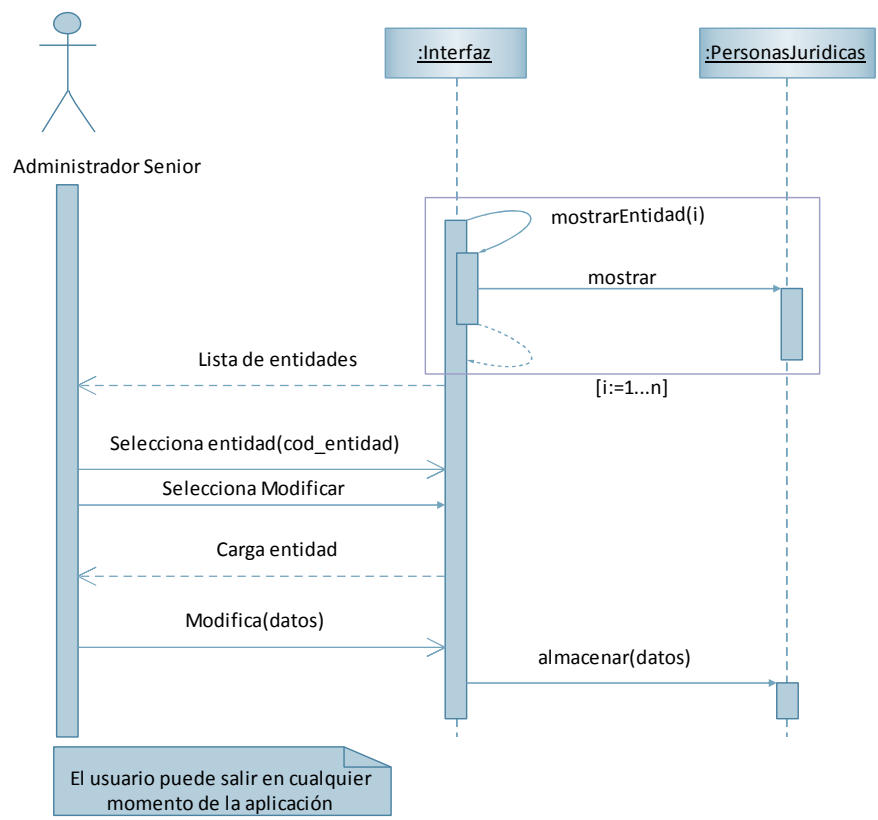 :Interfaz
:PersonasJuridicas
Administrador Senior
mostrarEntidad(i)
mostrar
Lista de entidades
[i:=1...n]
Selecciona entidad(cod_entidad)
Selecciona Modificar
Carga entidad
Modifica(datos)
almacenar(datos)
El usuario puede salir en cualquier
momento de la aplicación